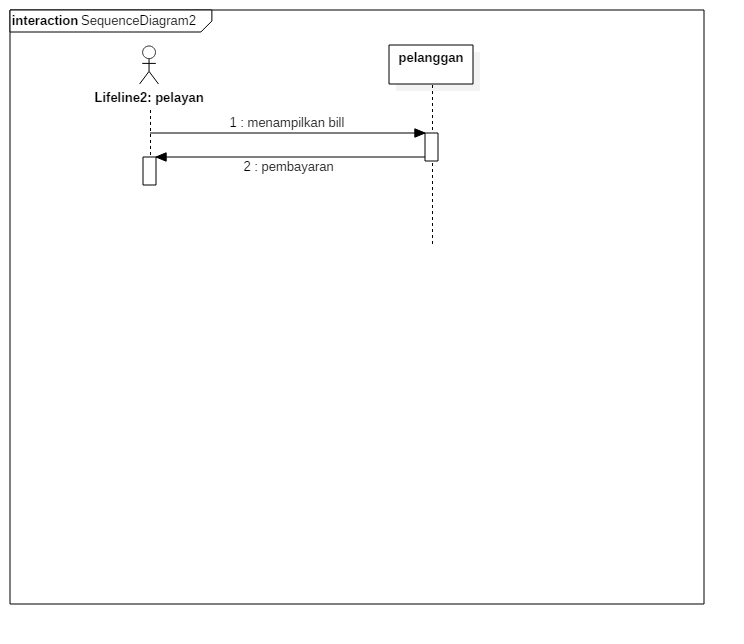 interaction SequenceDiagram2
pelanggan
Lifeline2: pelayan
1 : menampilkan bill
2 : pembayaran